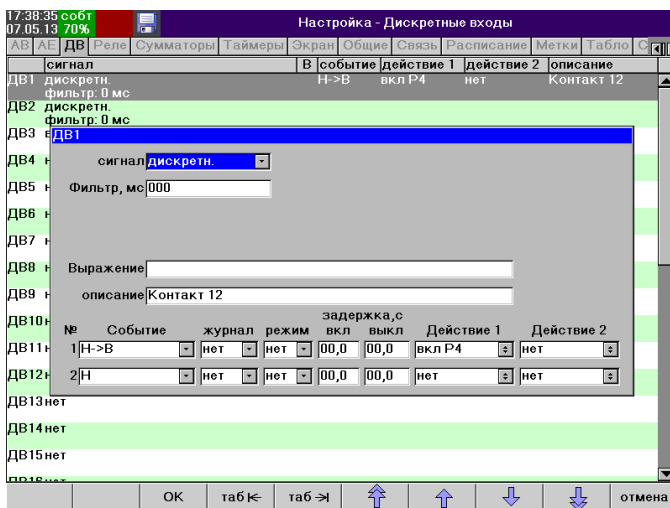 17:38:35 собт
07.05.13 70%
Настройка - Дискретные входы
АВ АЕ ДВ Реле Сумматоры Таймеры Экран Общие Связь Расписание Метки Табло С
сигнал В событие действие 1 действие 2 описание
ДВ1 дискретн. Н->В вкл Р4 нет Контакт 12
фильтр: 0 мс
ДВ2 дискретн.
фильтр: 0 мс
ДВ3
ДВ1
ДВ4 н
сигнал дискретн.
ДВ5 н
Фильтр, мс 000
ДВ6 н
ДВ7 н
ДВ8 н
Выражение
ДВ9 н
описание Контакт 12
ДВ10 н
задержка,с
№ Событие журнал режим вкл выкл Действие 1 Действие 2
ДВ11 н
1 Н->В нет нет 00,0 00,0 вкл Р4 нет
ДВ12 н
2 Н нет нет 00,0 00,0 нет нет
ДВ13 нет
ДВ14 нет
ДВ15 нет
OK таб таб отмена